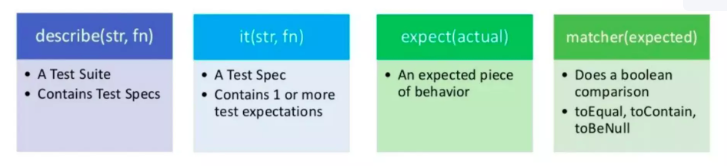 describe(str, fn)
• A Test Suite
• Contains Test Specs
it(str, fn)
• A Test Spec
• Contains 1 or more
test expectations
expect(actual)
• An expected piece
of behavior
matcher(expected)
• Does a boolean
comparison
• toEqual, toContain,
toBeNull